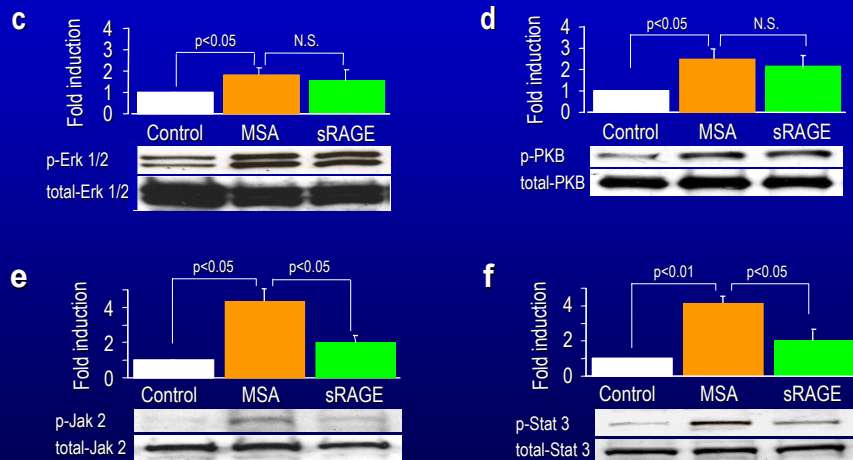 c
p<0.05
N.S.
Fold induction
4
3
2
1
0
Control MSA sRAGE
p-Erk 1/2
total-Erk 1/2
d
p<0.05
N.S.
Fold induction
4
3
2
1
0
Control MSA sRAGE
p-PKB
total-PKB
e
p<0.05
p<0.05
Fold induction
4
2
0
Control MSA sRAGE
p-Jak 2
total-Jak 2
f
p<0.01
p<0.05
Fold induction
4
2
0
Control MSA sRAGE
p-Stat 3
total-Stat 3